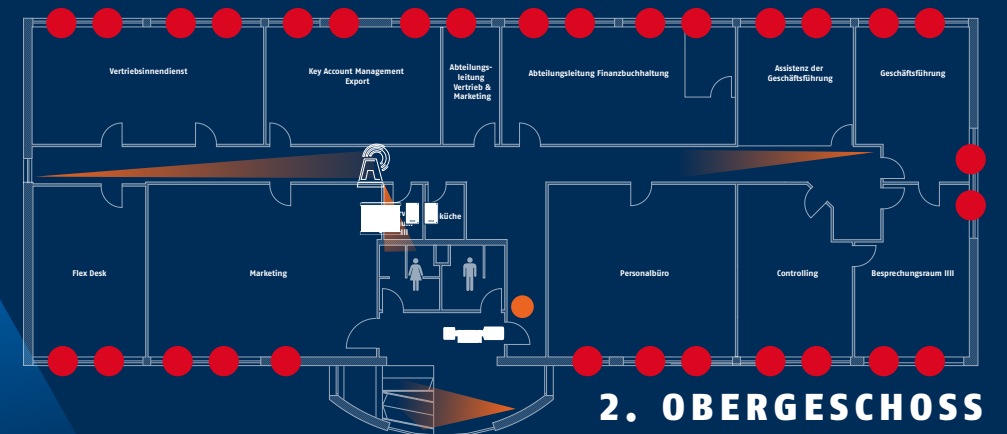 Vertriebsinnendienst
Key Account Management
Export
Abteilungs-
leitung
Vertrieb &
Marketing
Abteilungsleitung Finanzbuchhaltung
Assistenz der
Geschäftsführung
Geschäftsführung
küche
Flex Desk
Marketing
Personalbüro
Controlling
Besprechungsraum IIII
2. OBERGESCHOSS